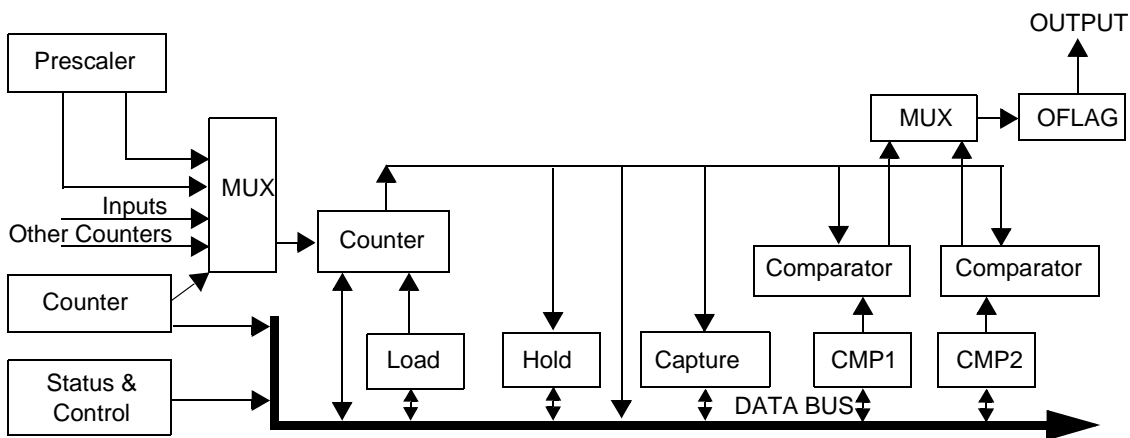 OUTPUT
Prescaler
MUX
OFLAG
MUX
Inputs
Other Counters
Counter
Comparator
Comparator
Counter
Load
Hold
Capture
CMP1
CMP2
Status &
Control
DATA BUS